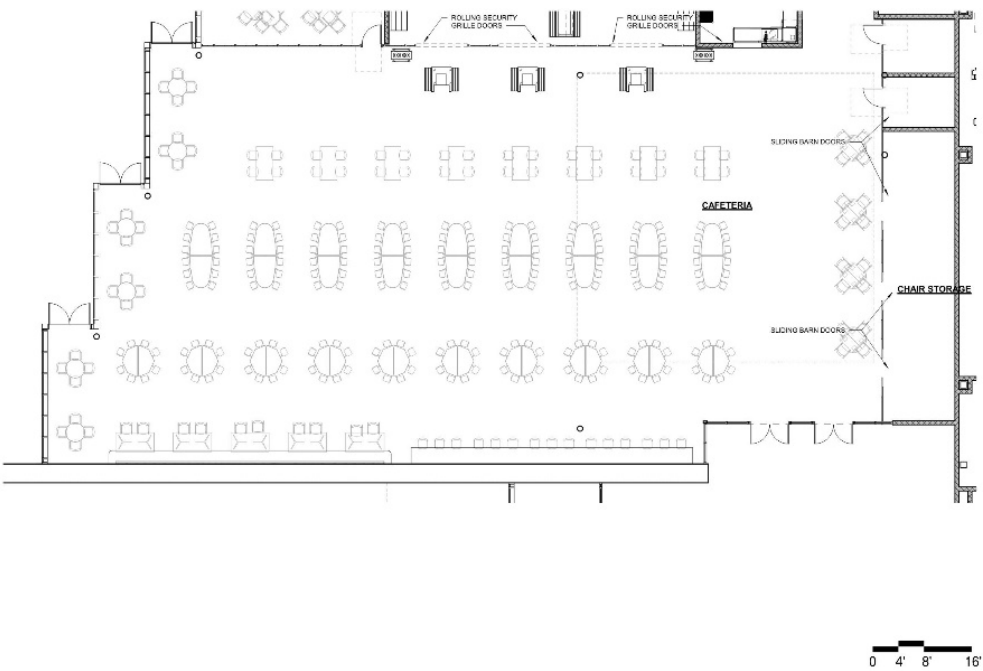 ROLLING SECURITY
GRILLE DOORS
ROLLING SECURITY
GRILLE DOORS
SLIDING BARN DOORS
CAFETERIA
CHAIR STORAGE
SLIDING BARN DOORS
0 4' 8' 16'